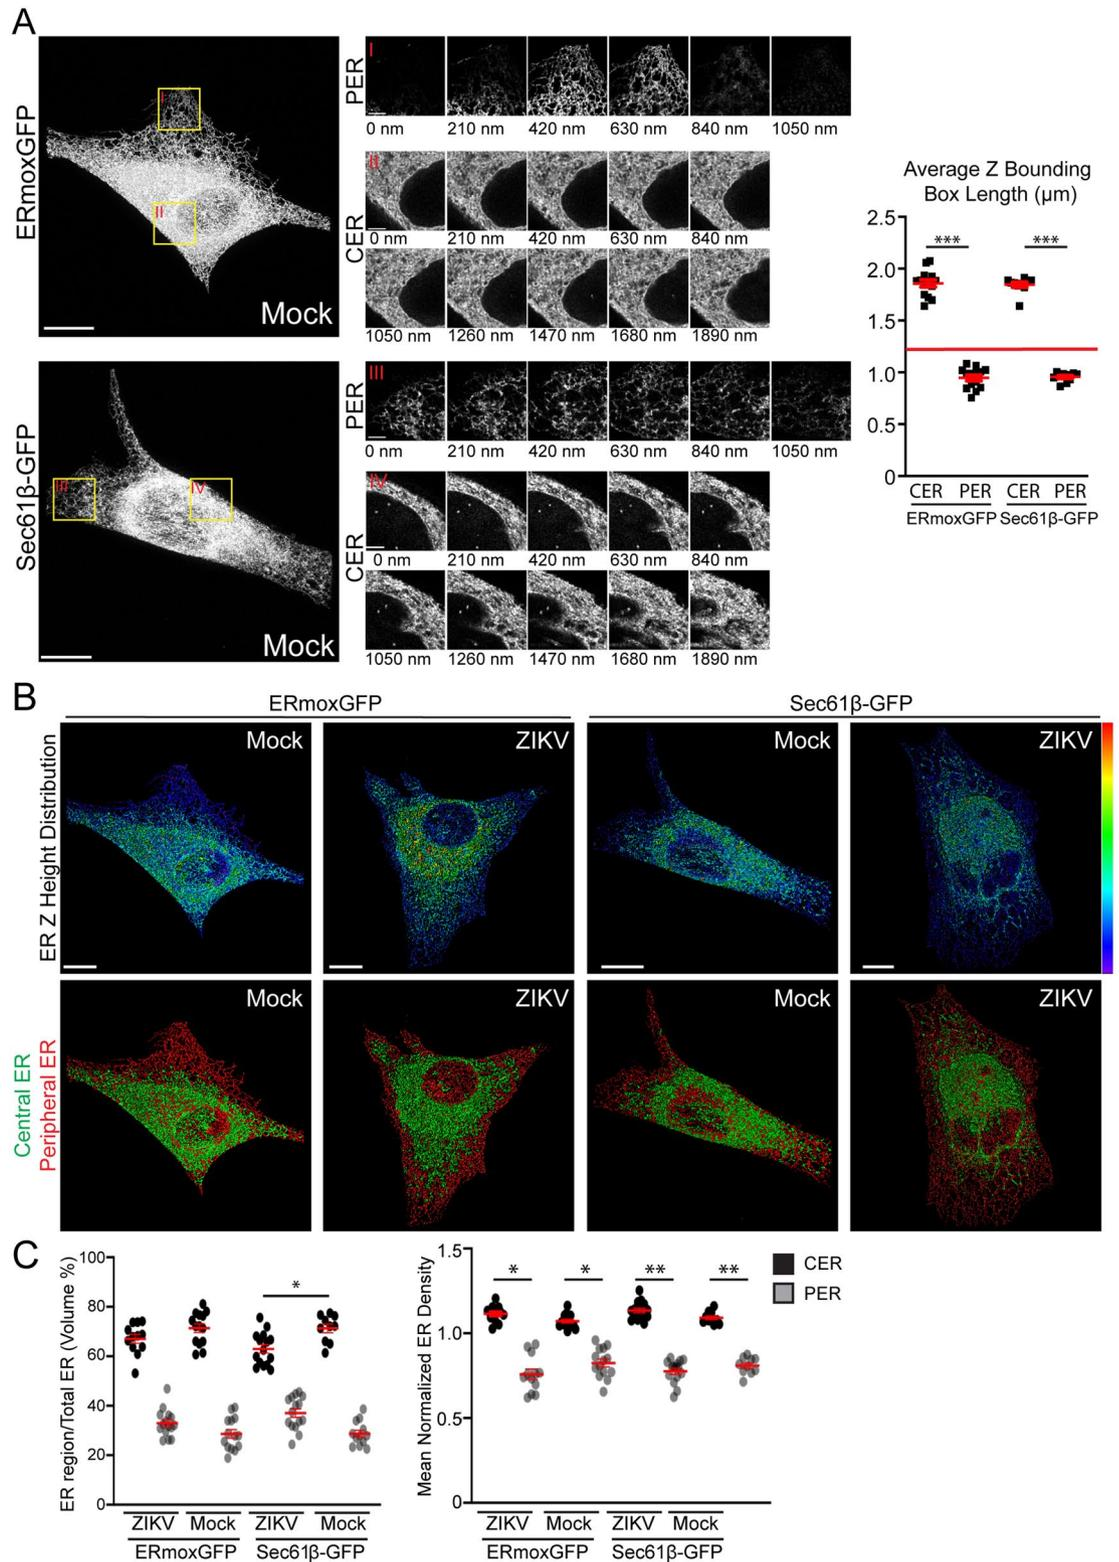 A
ERmoxGFP
I
II
Mock
PER
I
0 nm 210 nm 420 nm 630 nm 840 nm 1050 nm
CER
II
0 nm 210 nm 420 nm 630 nm 840 nm
1050 nm 1260 nm 1470 nm 1680 nm 1890 nm
Sec61β-GFP
III
IV
Mock
PER
III
0 nm 210 nm 420 nm 630 nm 840 nm 1050 nm
CER
IV
0 nm 210 nm 420 nm 630 nm 840 nm
1050 nm 1260 nm 1470 nm 1680 nm 1890 nm
Average Z Bounding
Box Length (µm)
2.5
2.0
1.5
1.0
0.5
0
*** ***
CER PER CER PER
ERmoxGFP Sec61β-GFP
B
ERmoxGFP Sec61β-GFP
ER Z Height Distribution
Mock ZIKV Mock ZIKV
Central ER
Peripheral ER
Mock ZIKV Mock ZIKV
C
ER region/Total ER (Volume %)
100
80
60
40
20
0
*
ZIKV Mock ZIKV Mock
ERmoxGFP Sec61β-GFP
Mean Normalized ER Density
1.5
1.0
0.5
0
* * ** **
ZIKV Mock ZIKV Mock
ERmoxGFP Sec61β-GFP
CER
PER